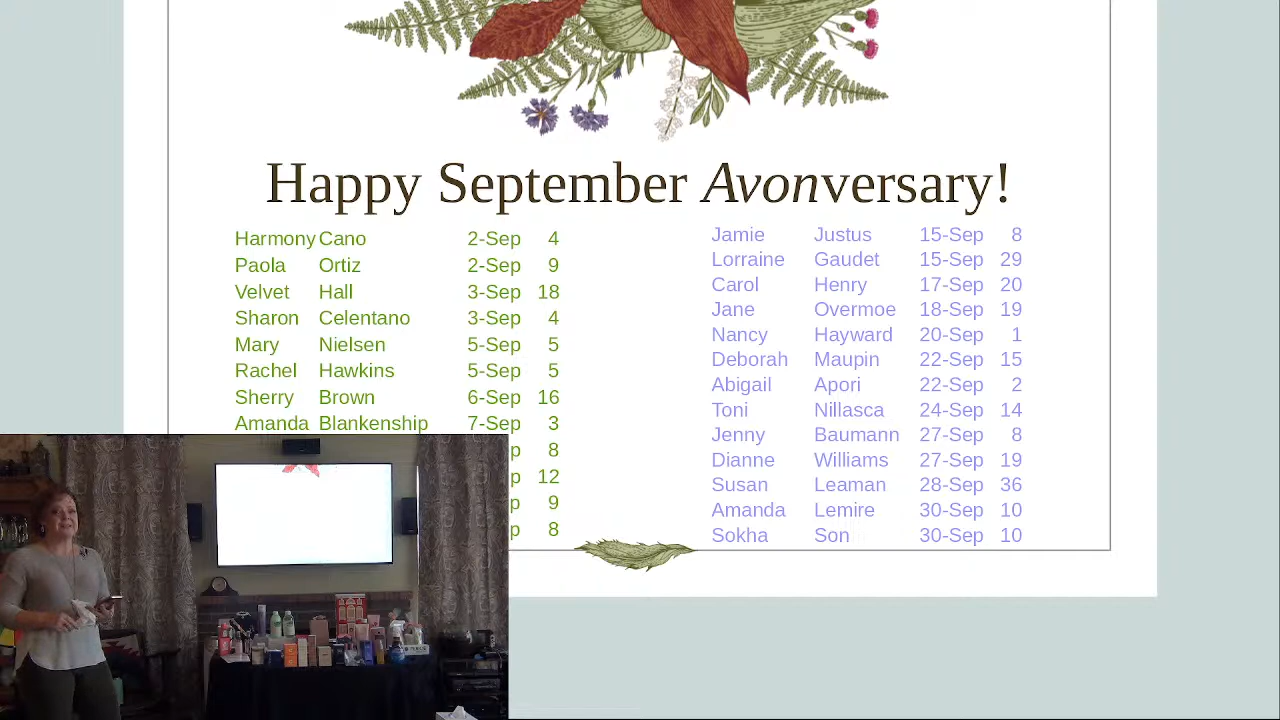 Happy September Avonversary!
Harmony Cano 2-Sep 4
Paola Ortiz 2-Sep 9
Velvet Hall 3-Sep 18
Sharon Celentano 3-Sep 4
Mary Nielsen 5-Sep 5
Rachel Hawkins 5-Sep 5
Sherry Brown 6-Sep 16
Amanda Blankenship 7-Sep 3
p 8
p 12
p 9
p 8
Jamie Justus 15-Sep 8
Lorraine Gaudet 15-Sep 29
Carol Henry 17-Sep 20
Jane Overmoe 18-Sep 19
Nancy Hayward 20-Sep 1
Deborah Maupin 22-Sep 15
Abigail Apori 22-Sep 2
Toni Nillasca 24-Sep 14
Jenny Baumann 27-Sep 8
Dianne Williams 27-Sep 19
Susan Leaman 28-Sep 36
Amanda Lemire 30-Sep 10
Sokha Son 30-Sep 10